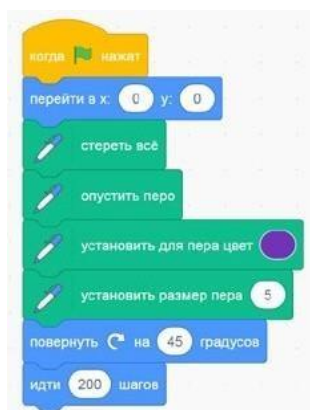 когда нажат
перейти в x: 0 y: 0
стереть всё
опустить перо
установить для пера цвет
установить размер пера 5
повернуть на 45 градусов
идти 200 шагов